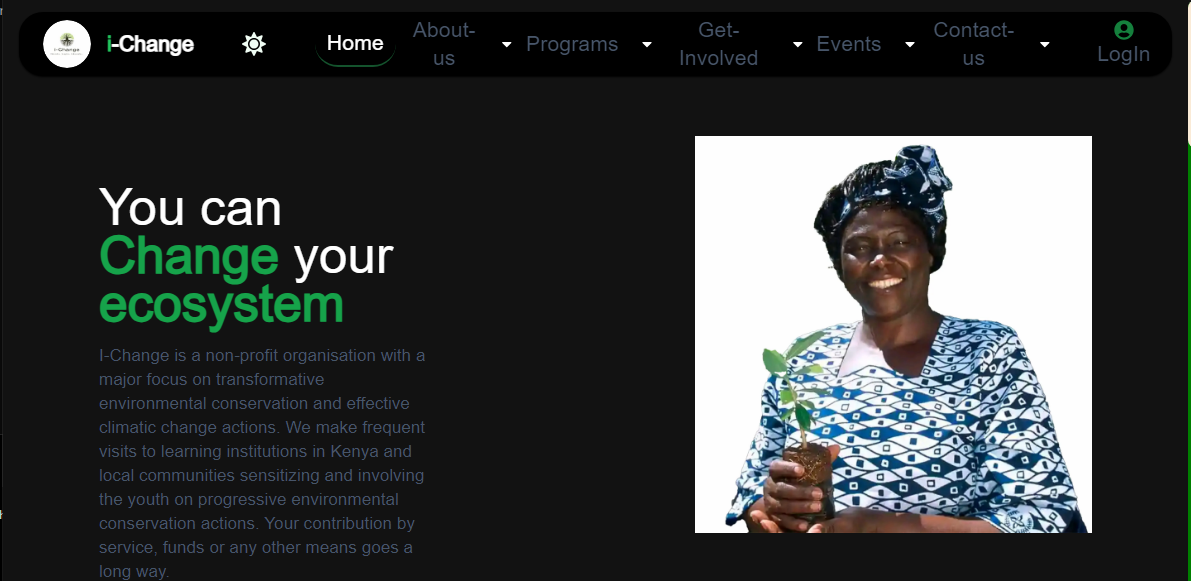 i-Change
i-Change
Home
About-
us
Programs
Get-
Involved
Events
Contact-
us
LogIn
You can
Change your
ecosystem
I-Change is a non-profit organisation with a
major focus on transformative
environmental conservation and effective
climatic change actions. We make frequent
visits to learning institutions in Kenya and
local communities sensitizing and involving
the youth on progressive environmental
conservation actions. Your contribution by
service, funds or any other means goes a
long way.